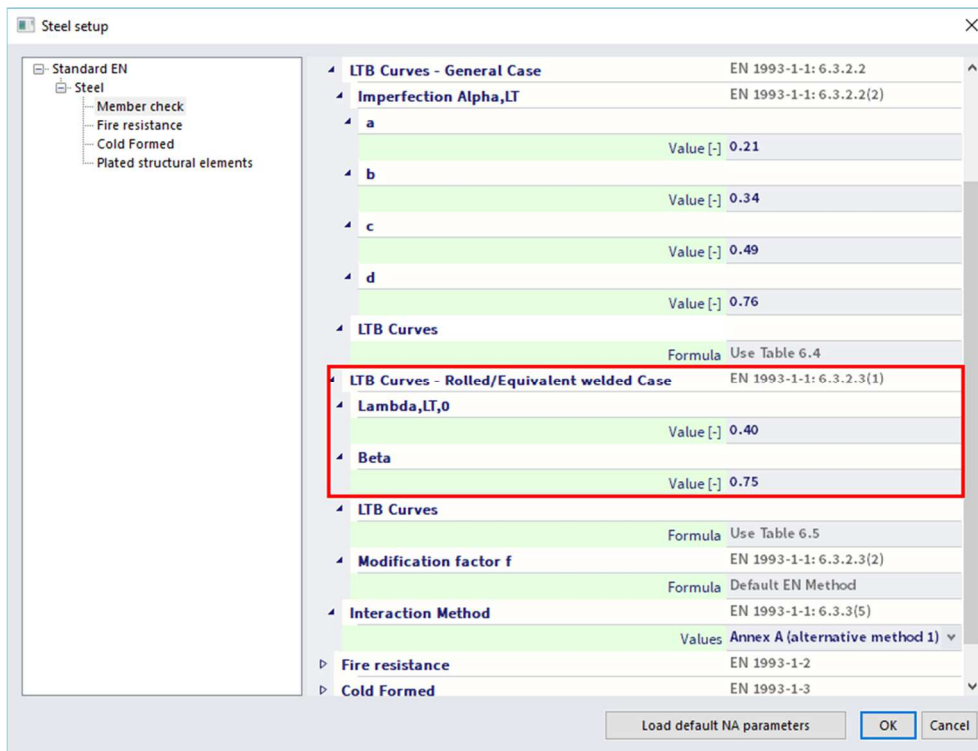 Steel setup
Standard EN
Steel
Member check
Fire resistance
Cold Formed
Plated structural elements
LTB Curves - General Case EN 1993-1-1: 6.3.2.2
Imperfection Alpha,LT EN 1993-1-1: 6.3.2.2(2)
a
Value [-] 0.21
b
Value [-] 0.34
c
Value [-] 0.49
d
Value [-] 0.76
LTB Curves
Formula Use Table 6.4
LTB Curves - Rolled/Equivalent welded Case EN 1993-1-1: 6.3.2.3(1)
Lambda,LT,0
Value [-] 0.40
Beta
Value [-] 0.75
LTB Curves
Formula Use Table 6.5
Modification factor f EN 1993-1-1: 6.3.2.3(2)
Formula Default EN Method
Interaction Method EN 1993-1-1: 6.3.3(5)
Values Annex A (alternative method 1)
Fire resistance EN 1993-1-2
Cold Formed EN 1993-1-3
Load default NA parameters OK Cancel